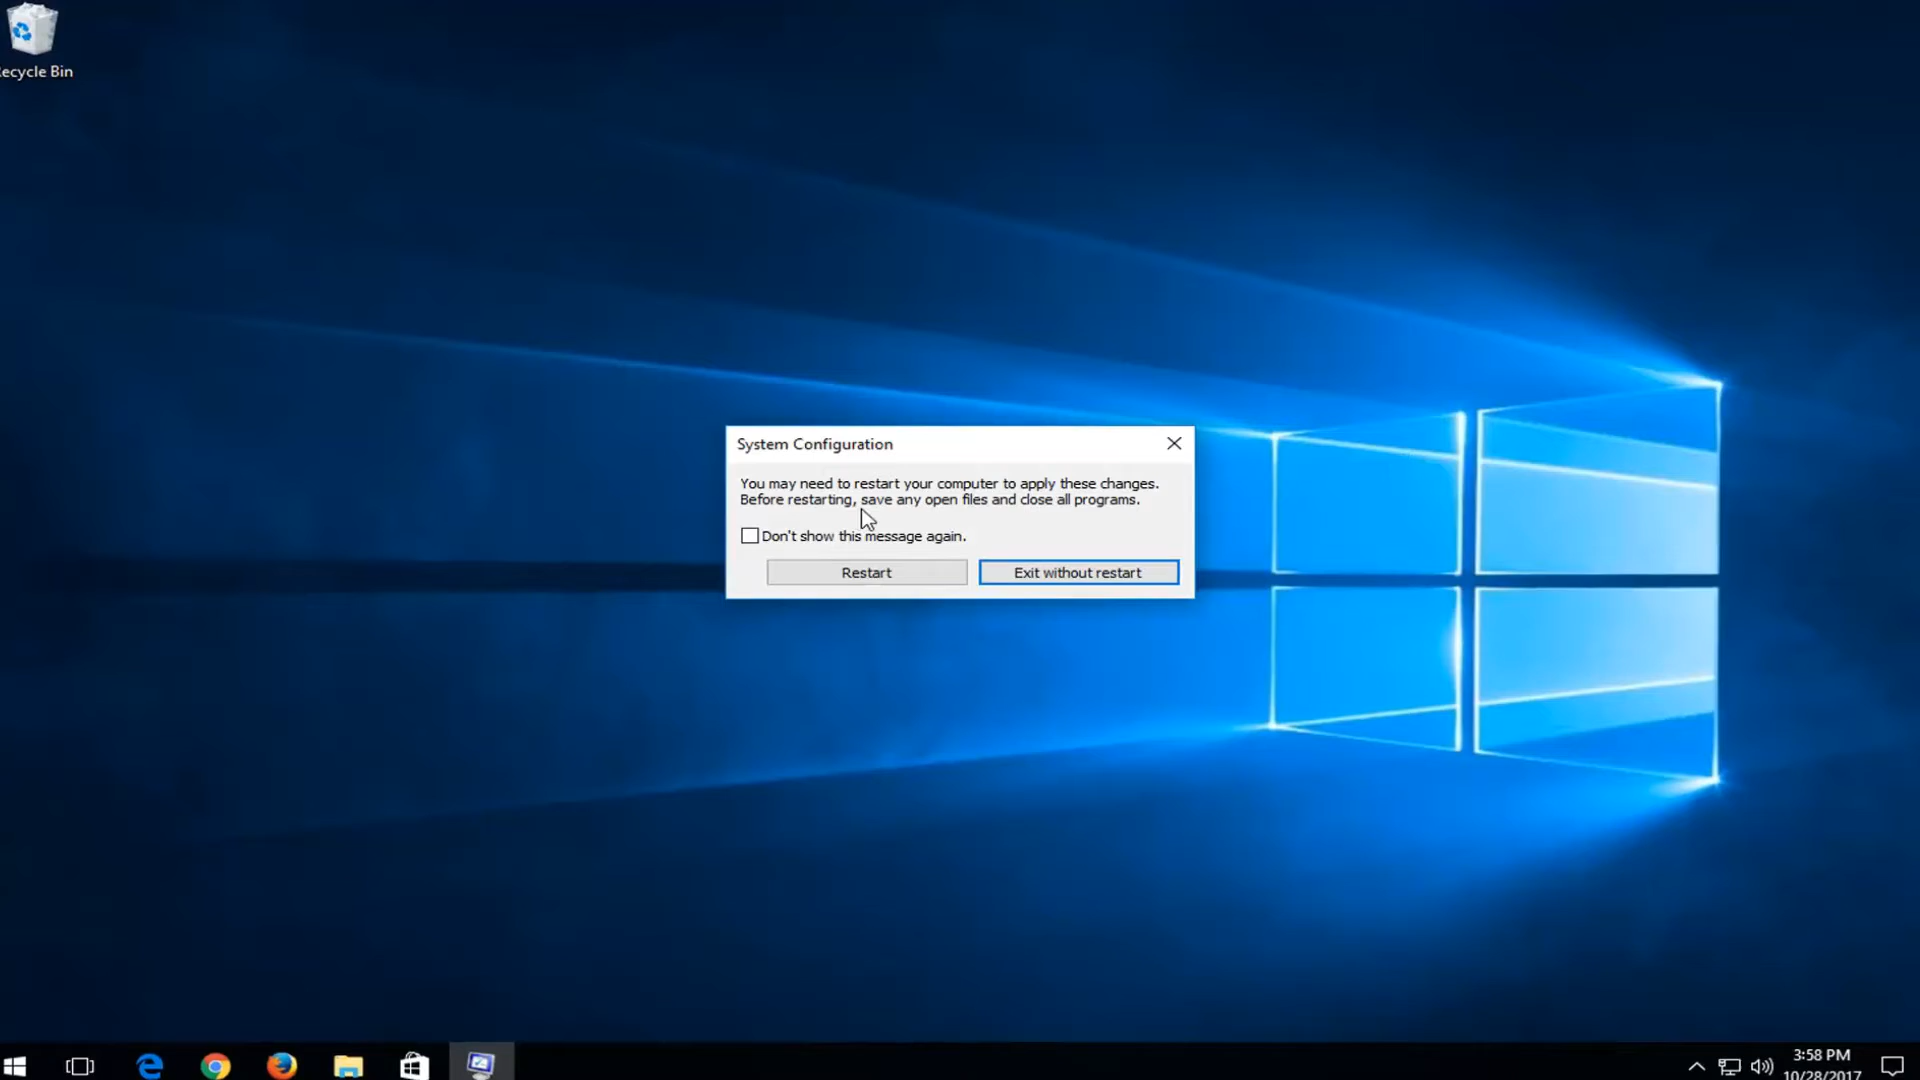 ecycle Bin
System Configuration
You may need to restart your computer to apply these changes.
Before restarting, save any open files and close all programs.
Don't show this message again.
Restart
Exit without restart
3:58 PM
10/28/2017